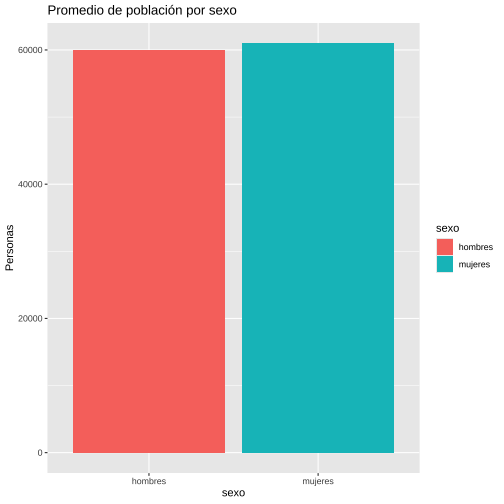 Promedio de población por sexo
Personas
60000
40000
20000
0
hombres
mujeres
sexo
sexo
hombres
mujeres